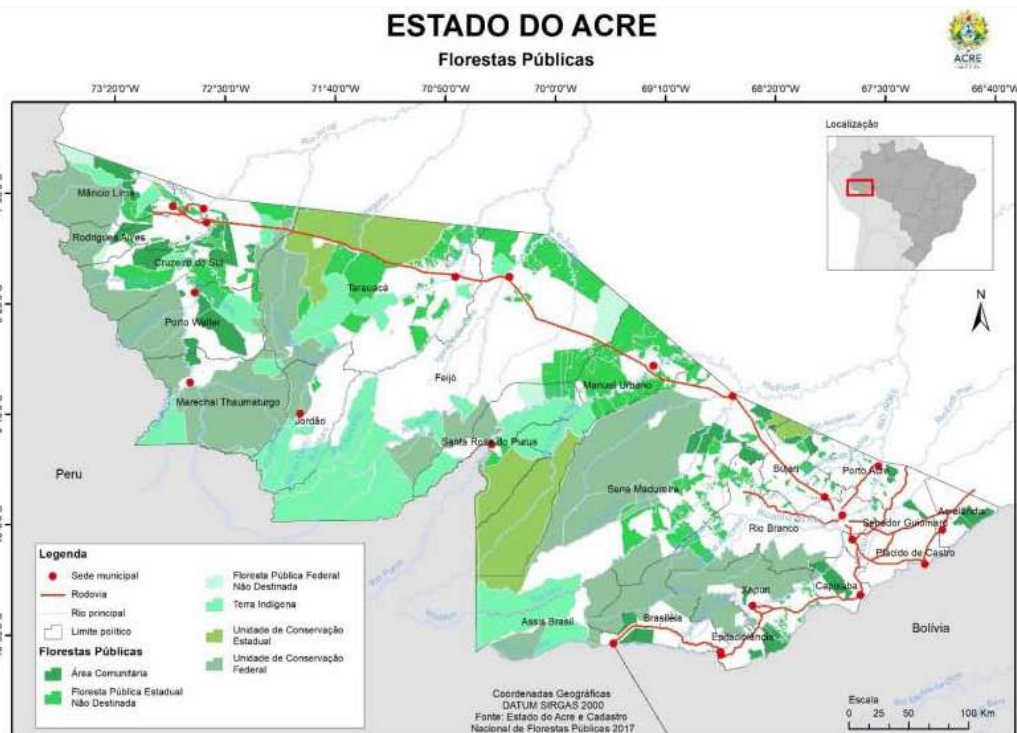 ESTADO DO ACRE
Florestas Públicas
ACRE
73°20'0"W 72°30'0"W 71°40'0"W 70°50'0"W 70°0'0"W 69°10'0"W 68°20'0"W 67°30'0"W 66°40'0"W
Localização
Mâncio Lima
Rodrigues Alves
Cruzeiro do Sul
Tarauacá
Porto Walter
N
Feijó
Manuel Urbano
Marechal Thaumaturgo
Jordão
Santa Rosa do Purus
Peru
Sena Madureira
Bujari
Porto Acre
Rio Branco
Senador Guiomard
Acrelândia
Plácido de Castro
Xapuri
Capixaba
Assis Brasil
Brasiléia
Epitaciolândia
Bolívia
Legenda
Sede municipal
Rodovia
Rio principal
Limite político
Florestas Públicas
Área Comunitária
Floresta Pública Estadual
Não Destinada
Floresta Pública Federal
Não Destinada
Terra Indígena
Unidade de Conservação
Estadual
Unidade de Conservação
Federal
Coordenadas Geográficas
DATUM SIRGAS 2000
Fonte: Estado do Acre e Cadastro
Nacional de Florestas Públicas 2017
Escala
0 25 50 100 Km